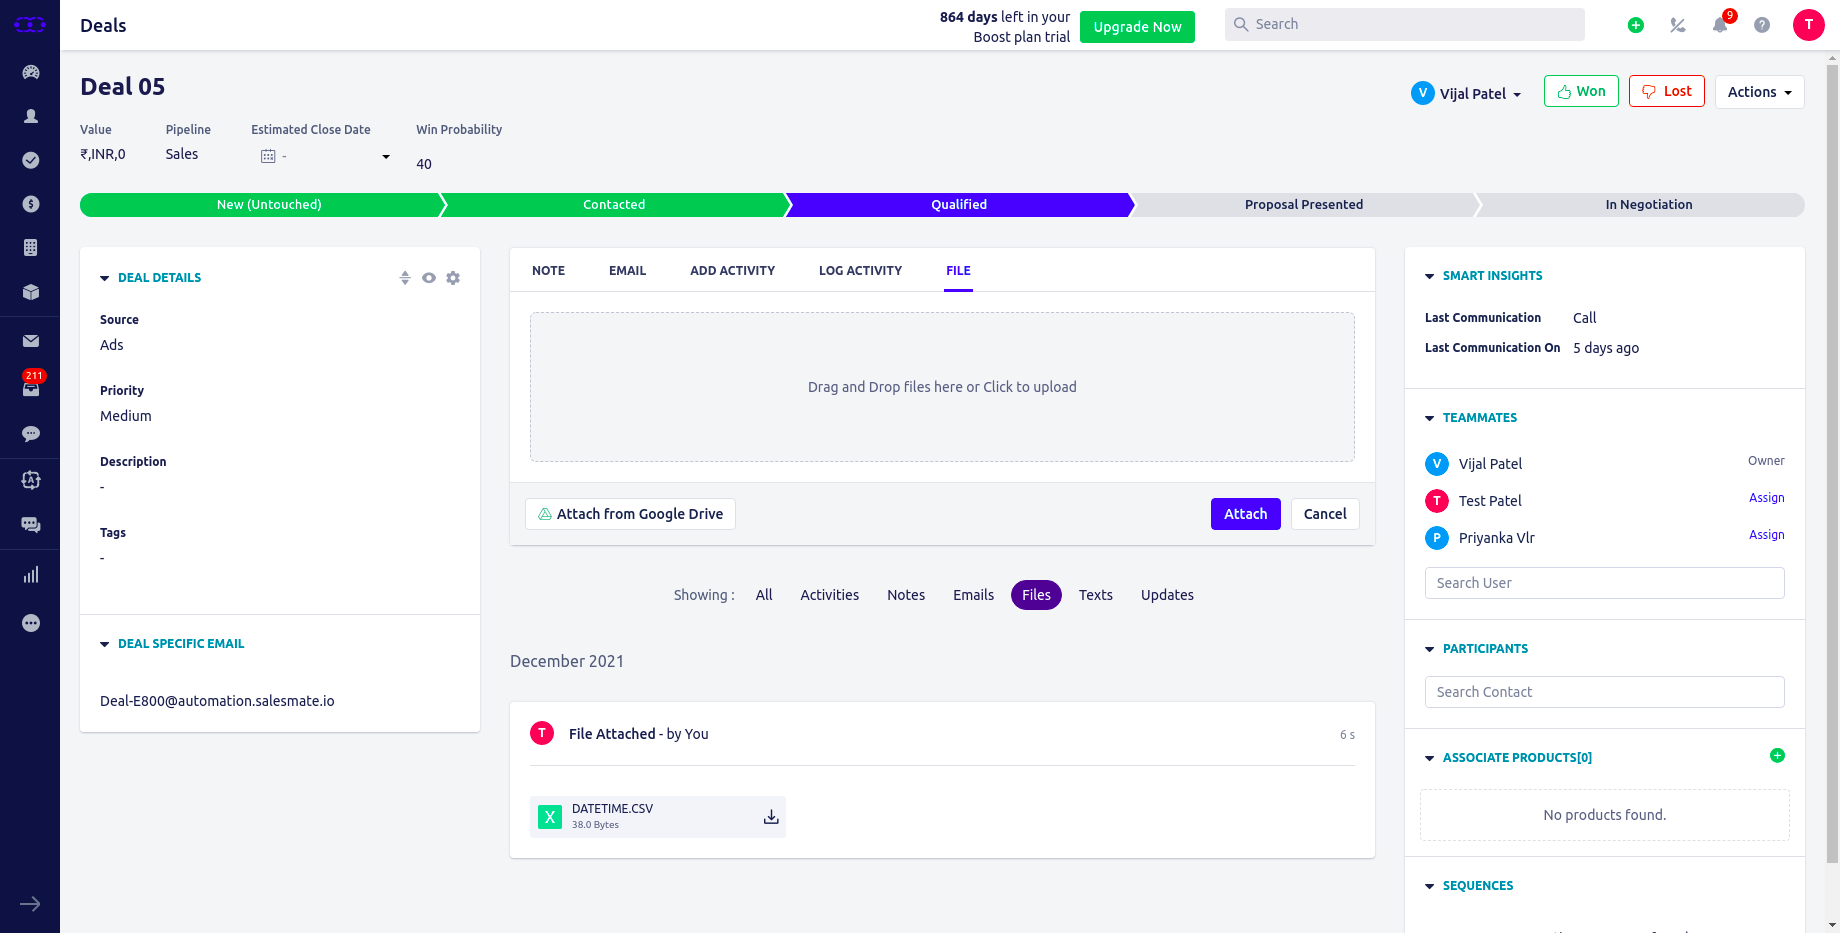 Deals
864 days left in your
Boost plan trial
Upgrade Now
Search
9
T
211
Deal 05
V Vijal Patel
Won
Lost
Actions
Value
₹,INR,0
Pipeline
Sales
Estimated Close Date
-
Win Probability
40
New (Untouched)
Contacted
Qualified
Proposal Presented
In Negotiation
DEAL DETAILS
Source
Ads
Priority
Medium
Description
-
Tags
-
DEAL SPECIFIC EMAIL
Deal-E800@automation.salesmate.io
NOTE
EMAIL
ADD ACTIVITY
LOG ACTIVITY
FILE
Drag and Drop files here or Click to upload
Attach from Google Drive
Attach
Cancel
Showing :
All
Activities
Notes
Emails
Files
Texts
Updates
December 2021
T
File Attached - by You
6 s
X
DATETIME.CSV
38.0 Bytes
SMART INSIGHTS
Last Communication Call
Last Communication On 5 days ago
TEAMMATES
V Vijal Patel Owner
T Test Patel Assign
P Priyanka Vlr Assign
Search User
PARTICIPANTS
Search Contact
ASSOCIATE PRODUCTS[0]
No products found.
SEQUENCES